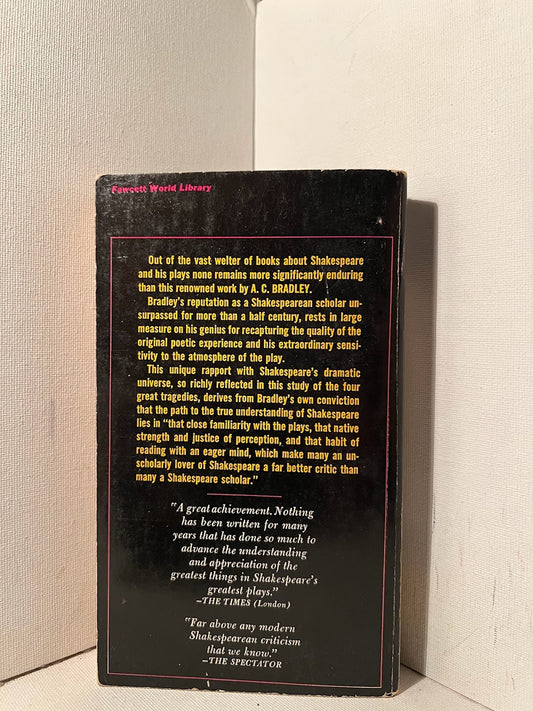 Fawcett World Library
Out of the vast welter of books about Shakespeare
and his plays none remains more significantly enduring
than this renowned work by A. C. BRADLEY.
Bradley's reputation as a Shakespearean scholar un-
surpassed for more than a half century, rests in large
measure on his genius for recapturing the quality of the
original poetic experience and his extraordinary sensi-
tivity to the atmosphere of the play.
This unique rapport with Shakespeare's dramatic
universe, so richly reflected in this study of the four
great tragedies, derives from Bradley's own conviction
that the path to the true understanding of Shakespeare
lies in "that close familiarity with the plays, that native
strength and justice of perception, and that habit of
reading with an eager mind, which make many an un-
scholarly lover of Shakespeare a far better critic than
many a Shakespeare scholar."
"A great achievement. Nothing
has been written for many
years that has done so much to
advance the understanding
and appreciation of the
greatest things in Shakespeare's
greatest plays."
—THE TIMES (London)
"Far above any modern
Shakespearean criticism
that we know."
—THE SPECTATOR